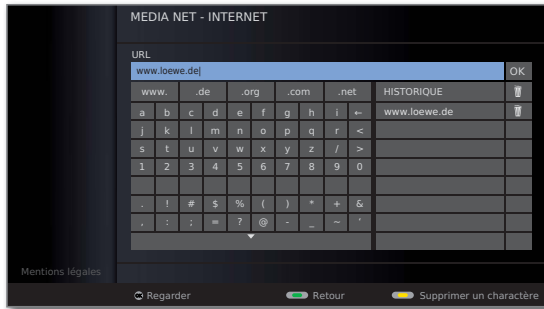 MEDIA NET - INTERNET
URL
www.loewe.de|
OK
www. .de .org .com .net HISTORIQUE
a b c d e f g h i ← www.loewe.de
j k l m n o p q r <
s t u v w x y z / >
1 2 3 4 5 6 7 8 9 0
. ! # $ % ( ) * + &
, : ; = ? @ - _ ~ '
Mentions légales
OK Regarder Retour Supprimer un charactère